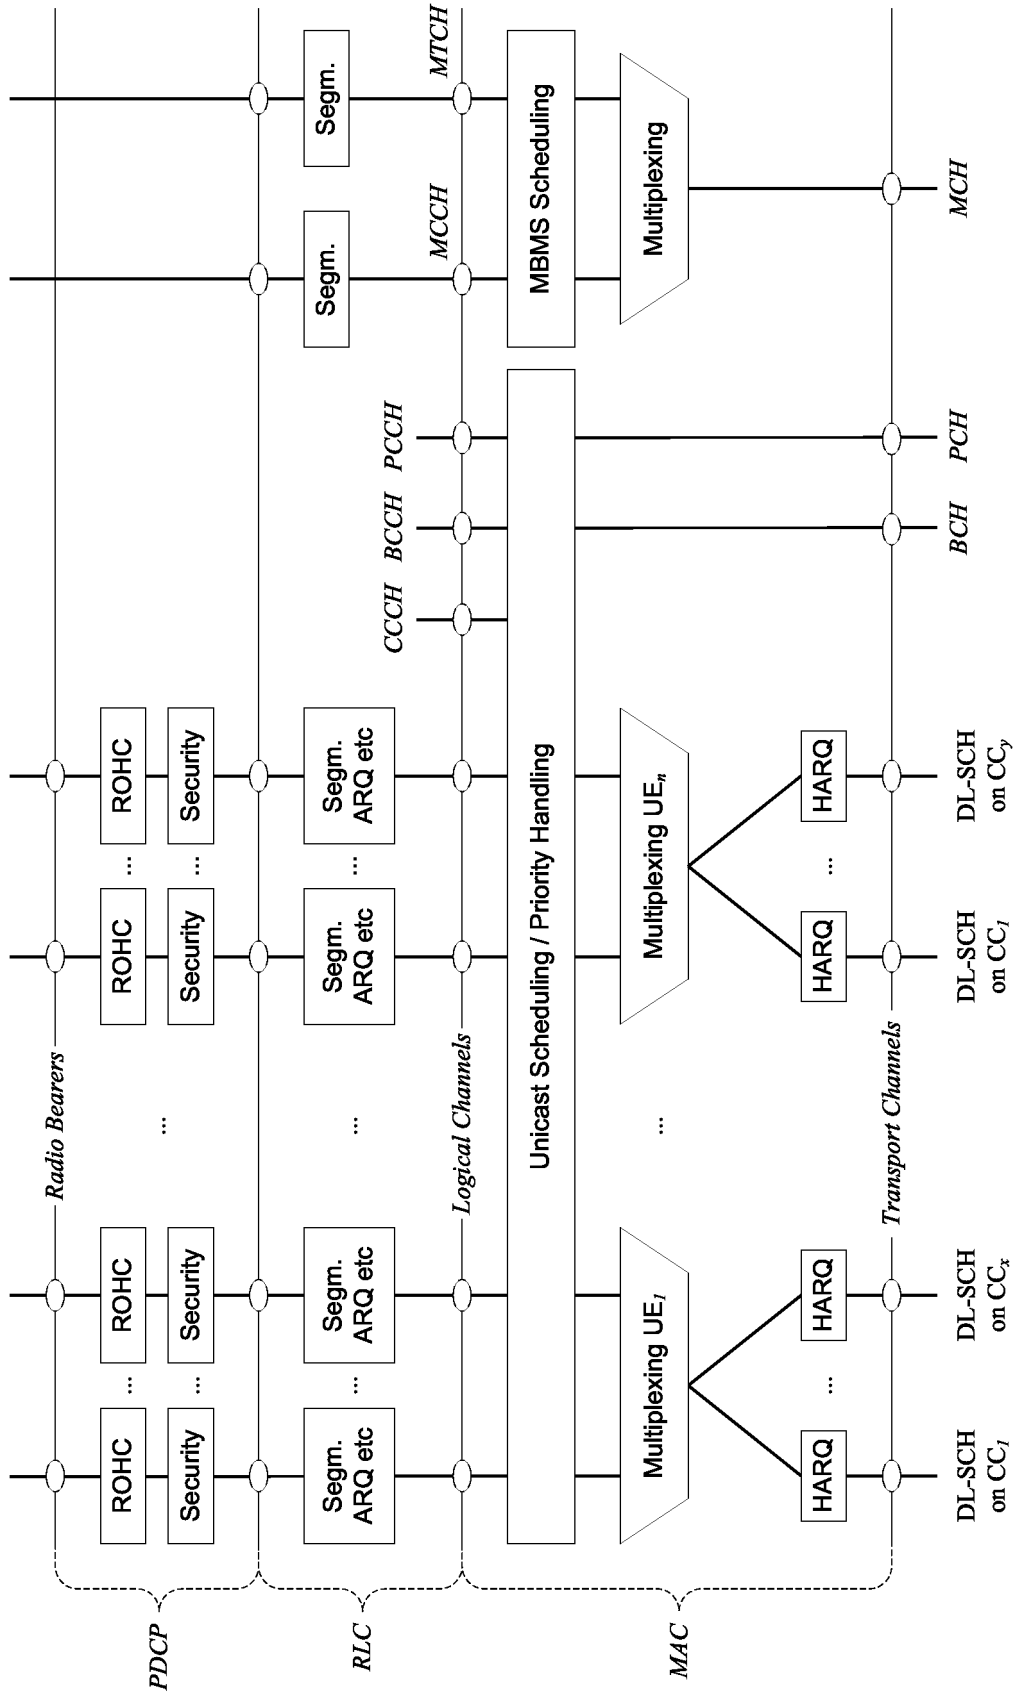 Radio Bearers
PDCP
ROHC
...
ROHC
ROHC
...
ROHC
...
Security
...
Security
Security
...
Security
RLC
Segm.
ARQ etc
...
Segm.
ARQ etc
...
Segm.
ARQ etc
...
Segm.
ARQ etc
Segm.
Segm.
Logical Channels
CCCH
BCCH
PCCH
MCCH
MTCH
MAC
Unicast Scheduling / Priority Handling
MBMS Scheduling
Multiplexing UE1
...
Multiplexing UEn
Multiplexing
HARQ
...
HARQ
HARQ
...
HARQ
Transport Channels
DL-SCH
on CC1
DL-SCH
on CCx
DL-SCH
on CC1
DL-SCH
on CCy
BCH
PCH
MCH